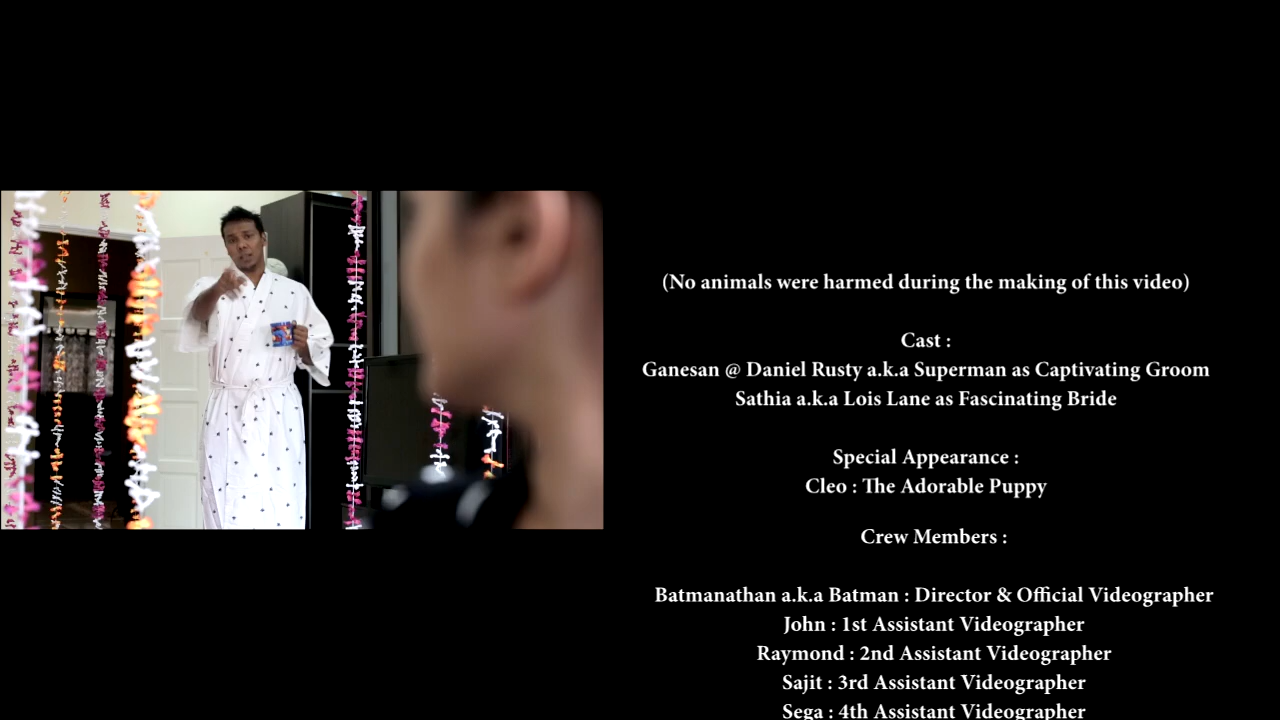 (No animals were harmed during the making of this video)
Cast :
Ganesan @ Daniel Rusty a.k.a Superman as Captivating Groom
Sathia a.k.a Lois Lane as Fascinating Bride
Special Appearance :
Cleo : The Adorable Puppy
Crew Members :
Batmanathan a.k.a Batman : Director & Official Videographer
John : 1st Assistant Videographer
Raymond : 2nd Assistant Videographer
Sajit : 3rd Assistant Videographer
Sega : 4th Assistant Videographer